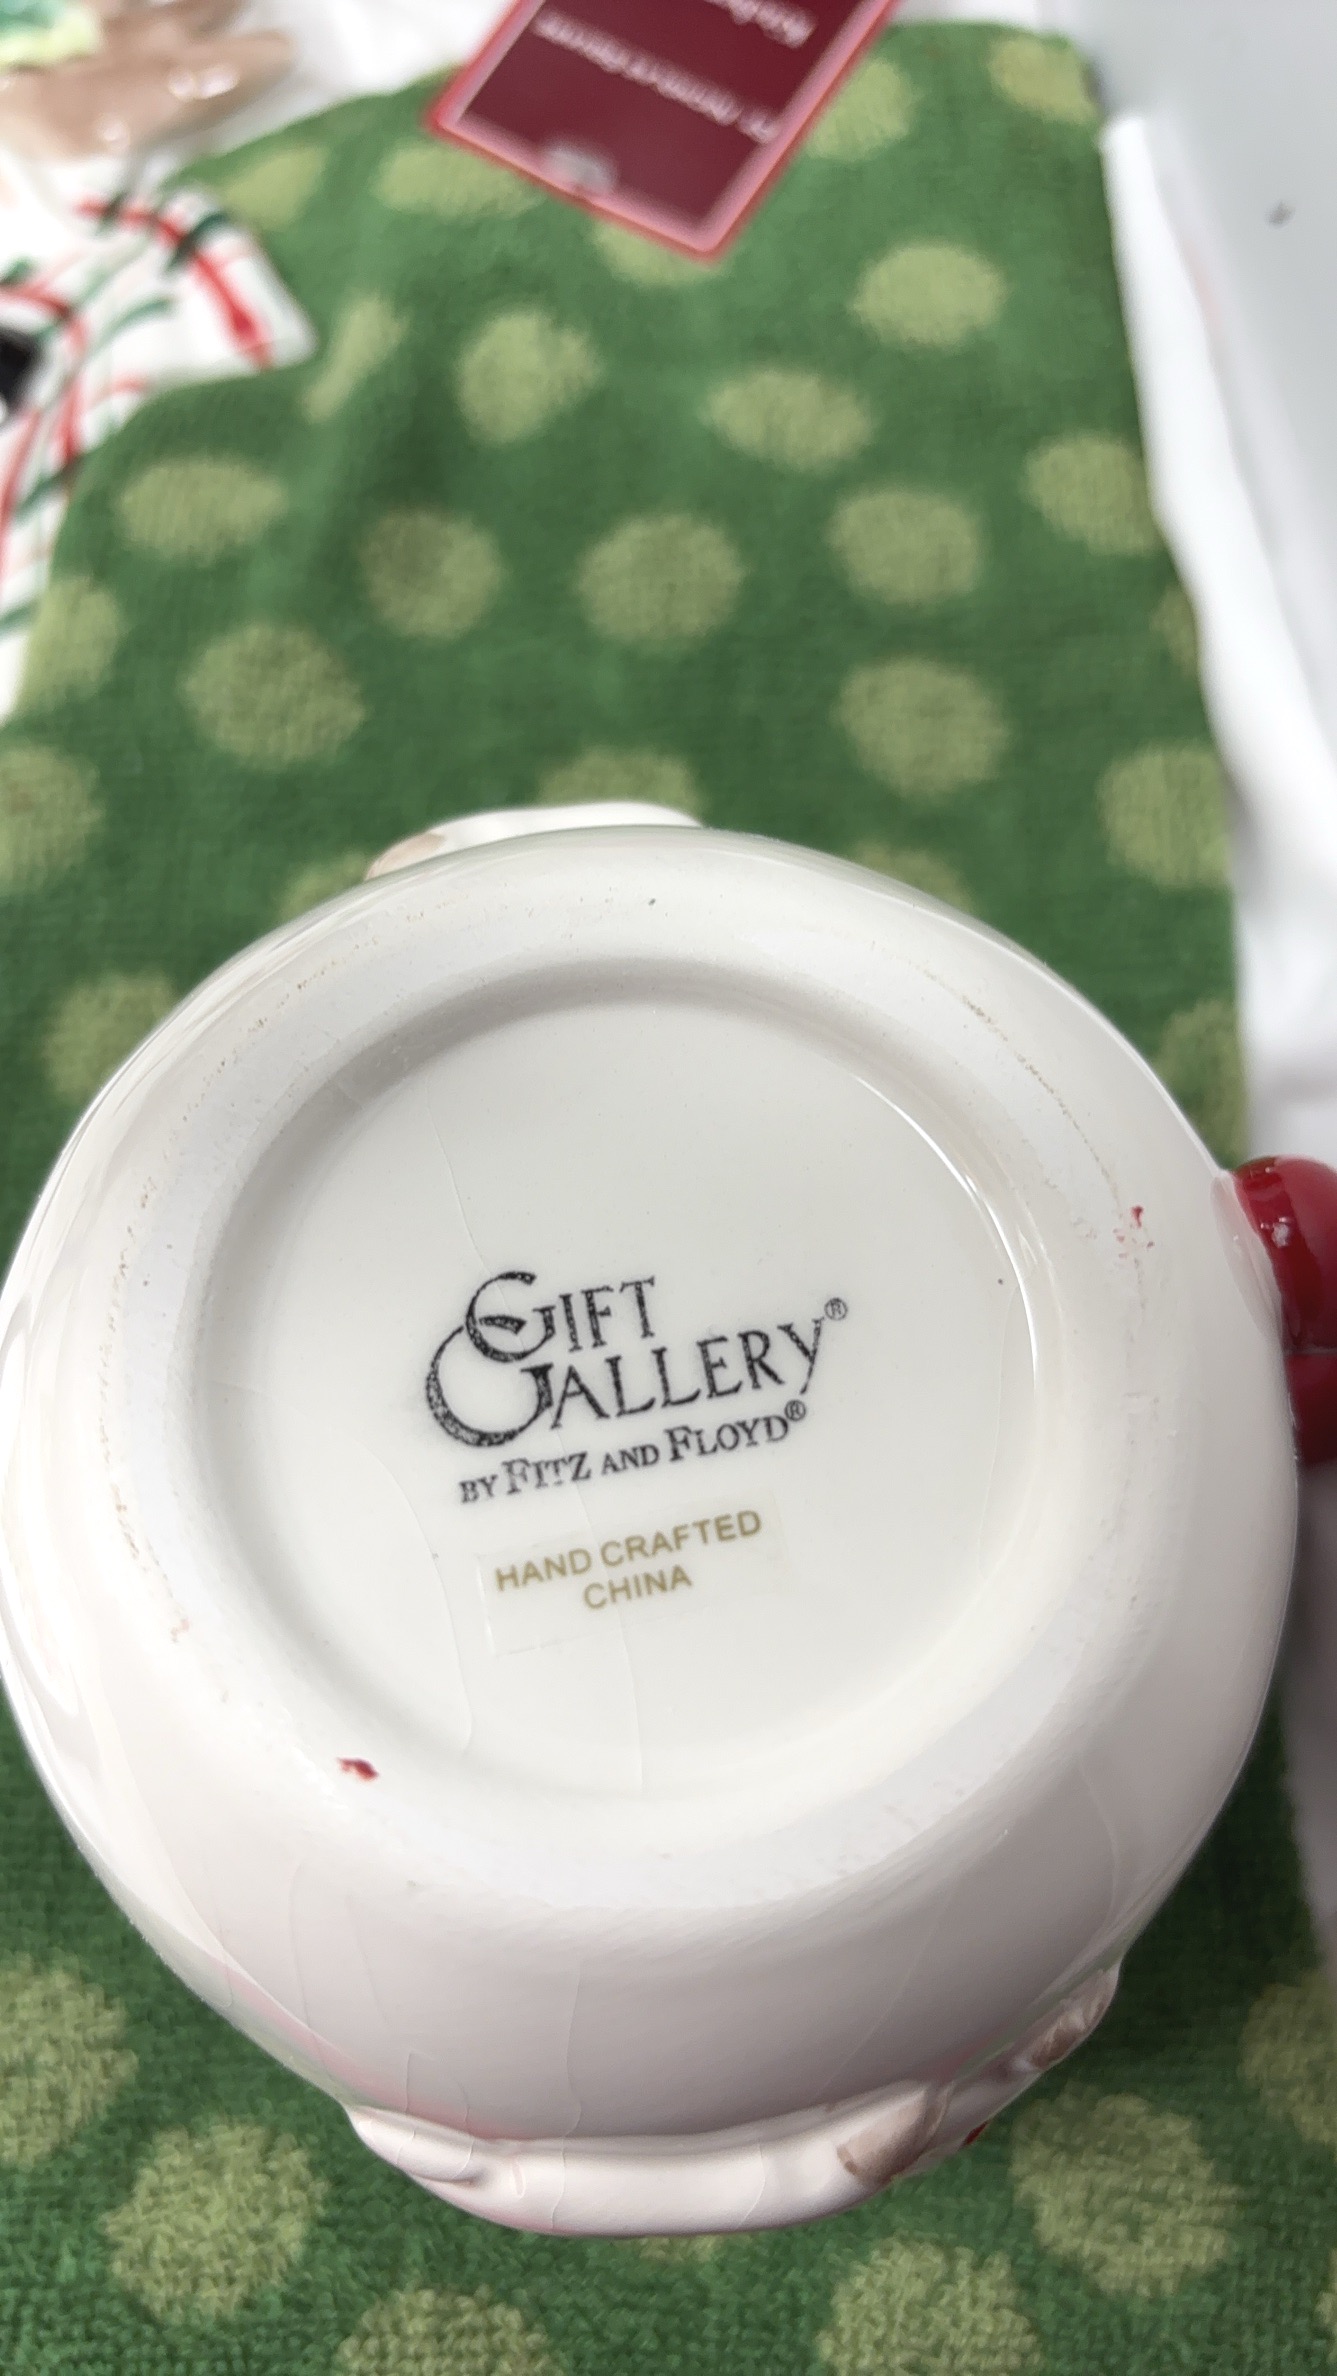 GIFT
GALLERY®
BY FITZ AND FLOYD®
HAND CRAFTED
CHINA